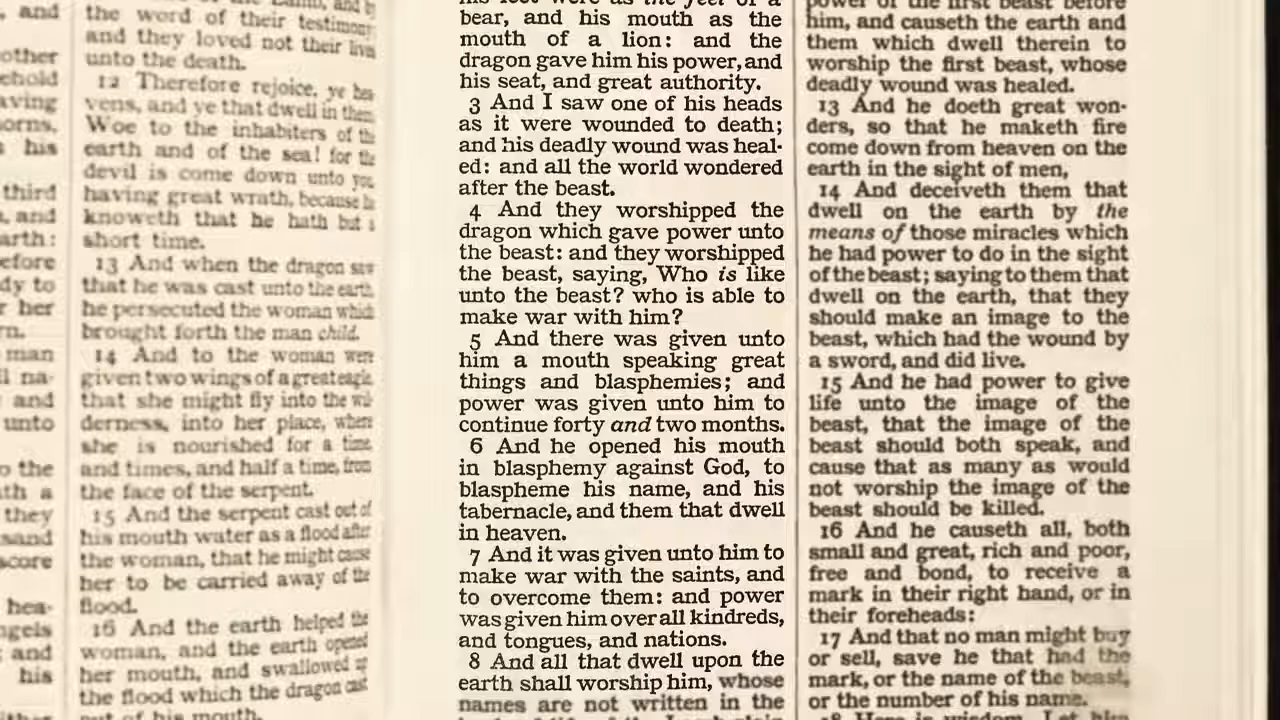 and
other
ehold
aving
orns,
his
third
and
arth:
efore
dy to
her
rn.
man
ll na-
and
unto
the
th a
they
sand
score
hea-
ngels
and
his
the word of their testimony
and they loved not their
unto the death.
12 Therefore rejoice, ye hea
vens, and ye that dwell in them.
Woe to the inhabiters of the
earth and of the sea! for the
devil is come down unto you,
having great wrath, because
knoweth that he hath but
short time.
13 And when the dragon saw
that he was cast unto the earth,
he persecuted the woman which
brought forth the man child.
14 And to the woman were
given two wings of a great eagle,
that she might fly into the
derness, into her place, where
she is nourished for a time,
and times, and half a time, from
the face of the serpent.
15 And the serpent cast out of
his mouth water as a flood after
the woman, that he might cause
her to be carried away of the
flood.
16 And the earth helped the
woman, and the earth opened
her mouth, and swallowed up
the flood which the dragon cast
out of his mouth.
his feet were as the feet of a
bear, and his mouth as the
mouth of a lion: and the
dragon gave him his power, and
his seat, and great authority.
3 And I saw one of his heads
as it were wounded to death;
and his deadly wound was heal-
ed: and all the world wondered
after the beast.
4 And they worshipped the
dragon which gave power unto
the beast: and they worshipped
the beast, saying, Who is like
unto the beast? who is able to
make war with him?
5 And there was given unto
him a mouth speaking great
things and blasphemies; and
power was given unto him to
continue forty and two months.
6 And he opened his mouth
in blasphemy against God, to
blaspheme his name, and his
tabernacle, and them that dwell
in heaven.
7 And it was given unto him to
make war with the saints, and
to overcome them: and power
was given him over all kindreds,
and tongues, and nations.
8 And all that dwell upon the
earth shall worship him, whose
names are not written in the
power of the first beast before
him, and causeth the earth and
them which dwell therein to
worship the first beast, whose
deadly wound was healed.
13 And he doeth great won-
ders, so that he maketh fire
come down from heaven on the
earth in the sight of men,
14 And deceiveth them that
dwell on the earth by the
means of those miracles which
he had power to do in the sight
of the beast; saying to them that
dwell on the earth, that they
should make an image to the
beast, which had the wound by
a sword, and did live.
15 And he had power to give
life unto the image of the
beast, that the image of the
beast should both speak, and
cause that as many as would
not worship the image of the
beast should be killed.
16 And he causeth all, both
small and great, rich and poor,
free and bond, to receive a
mark in their right hand, or in
their foreheads:
17 And that no man might buy
or sell, save he that had the
mark, or the name of the beast,
or the number of his name.
18 Here is wisdom. Let him